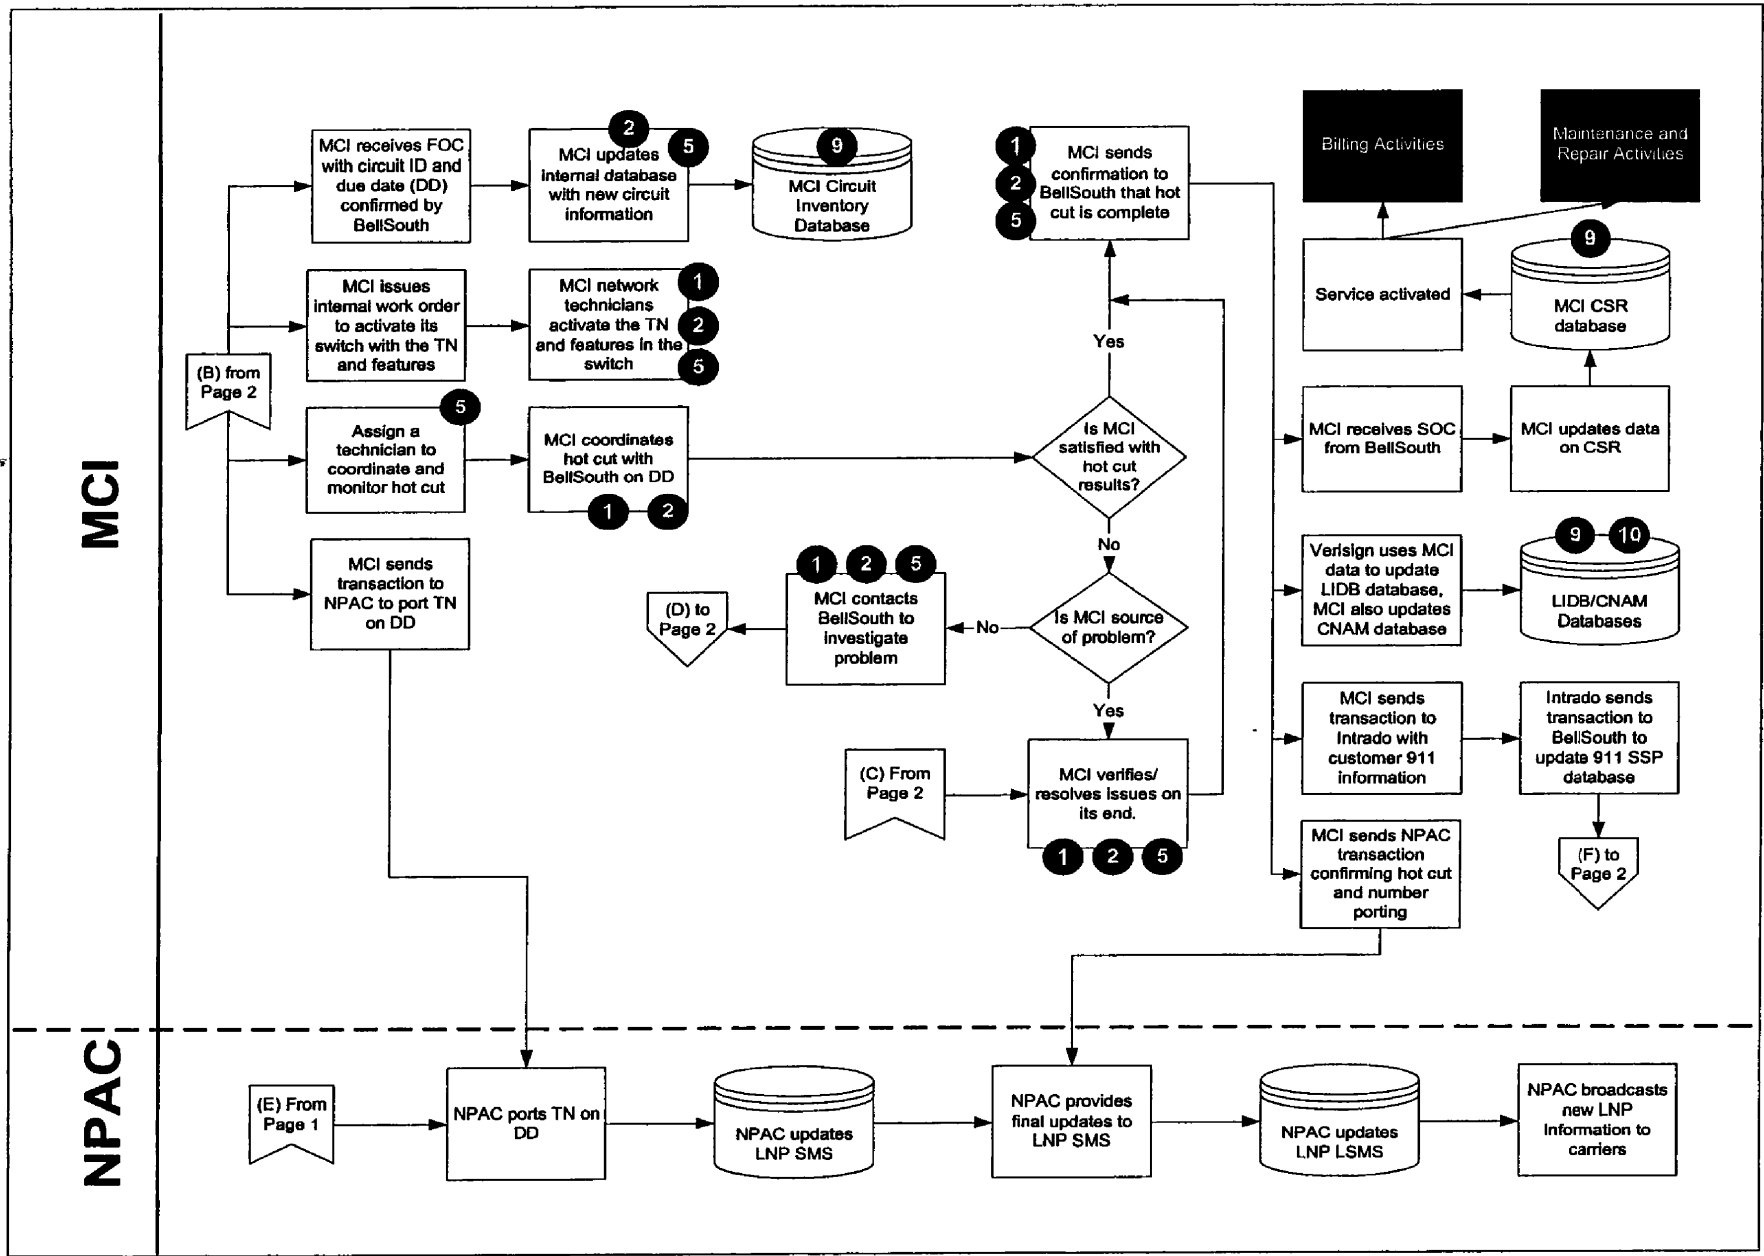 MCI
MCI receives FOC
with circuit ID and
due date (DD)
confirmed by
BellSouth
2
5
MCI updates
internal database
with new circuit
information
9
MCI Circuit
Inventory
Database
1
2
5
MCI sends
confirmation to
BellSouth that hot
cut is complete
Billing Activities
Maintenance and
Repair Activities
MCI issues
internal work order
to activate its
switch with the TN
and features
MCI network
technicians
activate the TN
and features in the
switch
1
2
5
Service activated
9
MCI CSR
database
(B) from
Page 2
Yes
5
Assign a
technician to
coordinate and
monitor hot cut
MCI coordinates
hot cut with
BellSouth on DD
1
2
Is MCI
satisfied with
hot cut
results?
MCI receives SOC
from BellSouth
MCI updates data
on CSR
No
MCI sends
transaction to
NPAC to port TN
on DD
(D) to
Page 2
1
2
5
MCI contacts
BellSouth to
investigate
problem
No
Is MCI source
of problem?
Verisign uses MCI
data to update
LIDB database,
MCI also updates
CNAM database
9
10
LIDB/CNAM
Databases
Yes
(C) From
Page 2
MCI verifies/
resolves issues on
its end.
1
2
5
MCI sends
transaction to
Intrado with
customer 911
information
Intrado sends
transaction to
BellSouth to
update 911 SSP
database
MCI sends NPAC
transaction
confirming hot cut
and number
porting
(F) to
Page 2
NPAC
(E) From
Page 1
NPAC ports TN on
DD
NPAC updates
LNP SMS
NPAC provides
final updates to
LNP SMS
NPAC updates
LNP LSMS
NPAC broadcasts
new LNP
Information to
carriers